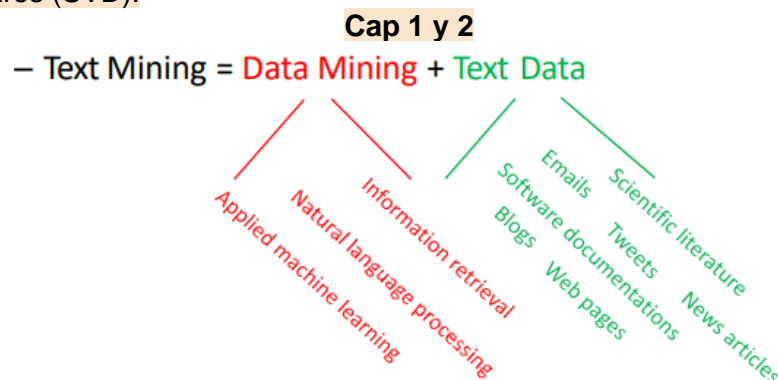 (SVD).
Cap 1 y 2
– Text Mining = Data Mining + Text Data
Applied machine learning
Natural language processing
Information retrieval
Emails
Scientific literature
Software documentations
Tweets
Blogs
Web pages
News articles